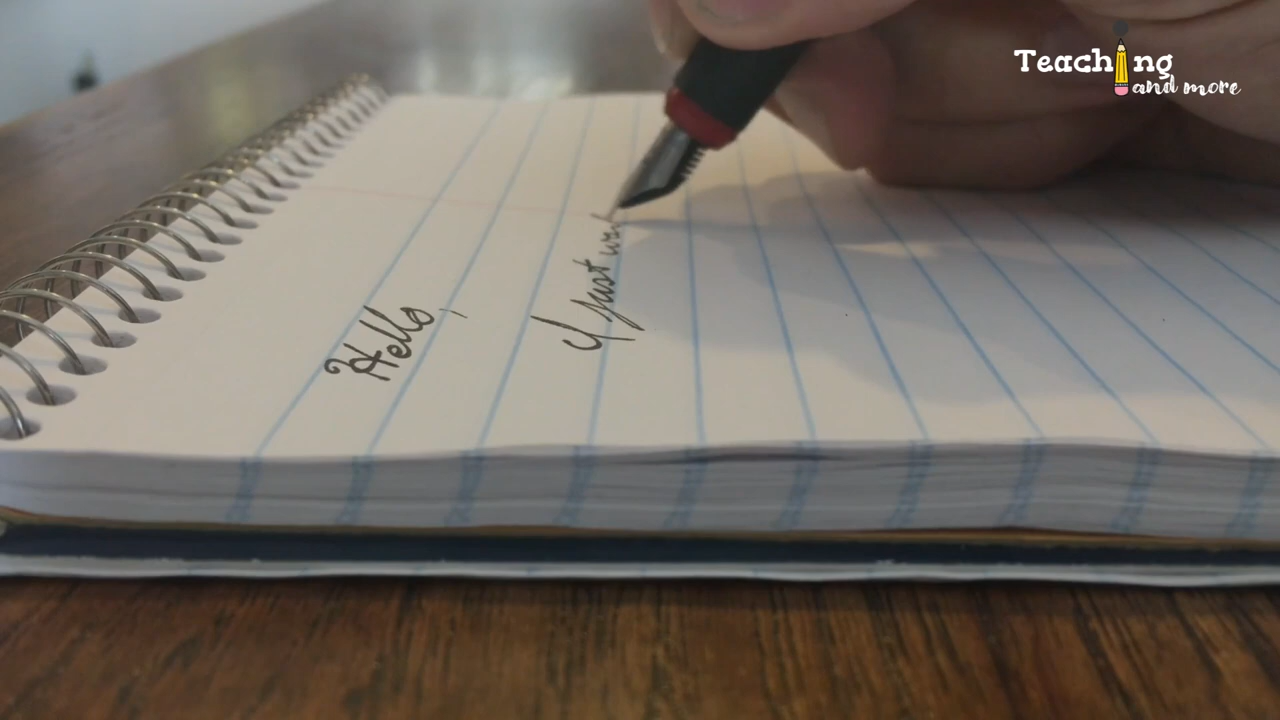 Teaching
and more
Hello,
I just